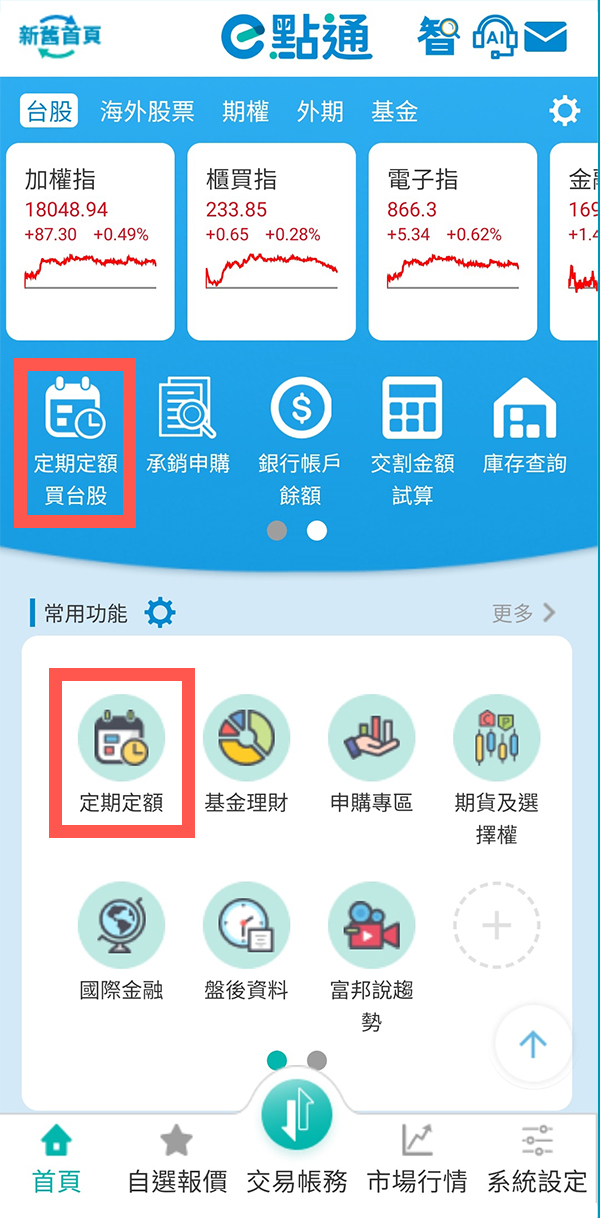 新舊首頁
e點通
智
AI
台股 海外股票 期權 外期 基金
加權指 櫃買指 電子指 金融
18048.94 233.85 866.3 169
+87.30 +0.49% +0.65 +0.28% +5.34 +0.62% +1.4
定期定額 承銷申購 銀行帳戶 交割金額 庫存查詢
買台股 餘額 試算
常用功能 更多
C P
定期定額 基金理財 申購專區 期貨及選
擇權
國際金融 盤後資料 富邦說趨
勢
首頁 自選報價 交易帳務 市場行情 系統設定